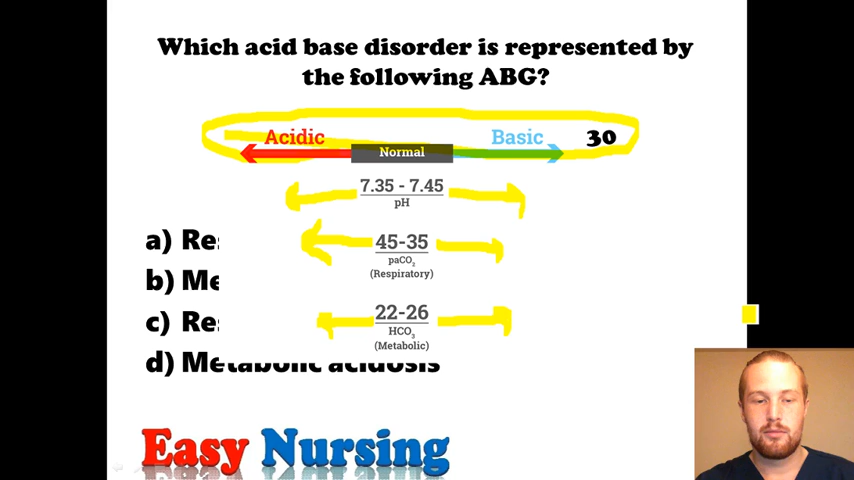 Which acid base disorder is represented by
the following ABG?
Acidic Basic 30
Normal
7.35 - 7.45
pH
a) Re
45-35
paCO₂
(Respiratory)
b) Me
22-26
c) Re
HCO₃
(Metabolic)
d) Metabolic acidosis
Easy Nursing